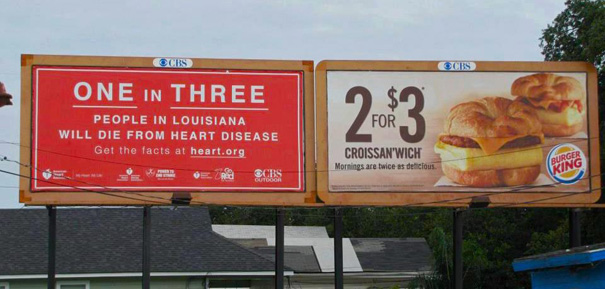 CBS
ONE IN THREE
PEOPLE IN LOUISIANA
WILL DIE FROM HEART DISEASE
Get the facts at heart.org
CBS
OUTDOOR
CBS
2 FOR $3
CROISSAN'WICH
Mornings are twice as delicious.
BURGER
KING